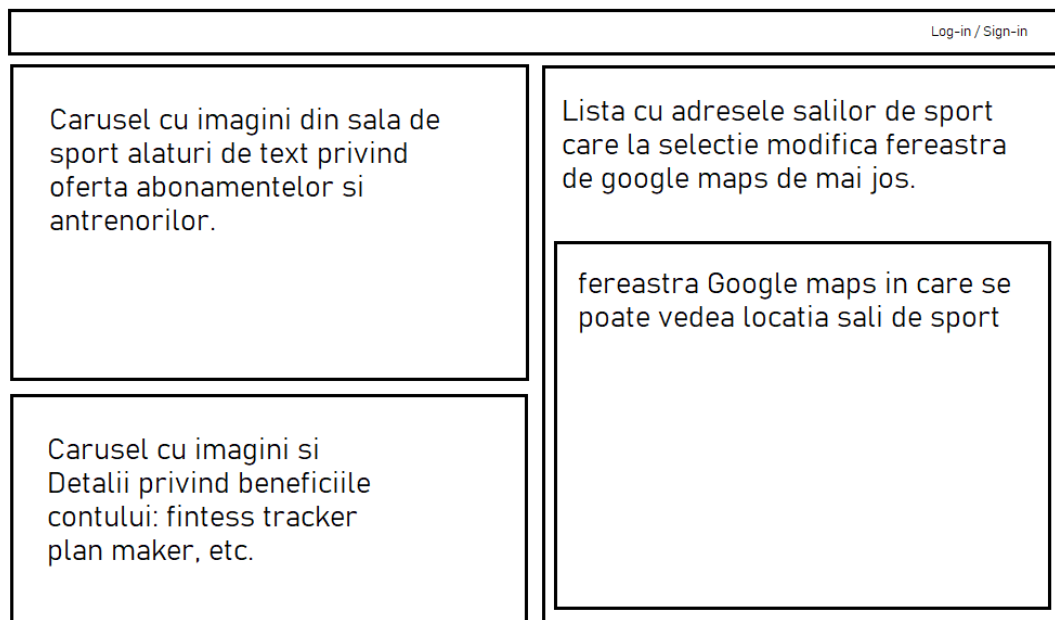 Log-in / Sign-in
Carusel cu imagini din sala de
sport alaturi de text privind
oferta abonamentelor si
antrenorilor.
Lista cu adresele salilor de sport
care la selectie modifica fereastra
de google maps de mai jos.
fereastra Google maps in care se
poate vedea locatia sali de sport
Carusel cu imagini si
Detalii privind beneficiile
contului: fintess tracker
plan maker, etc.